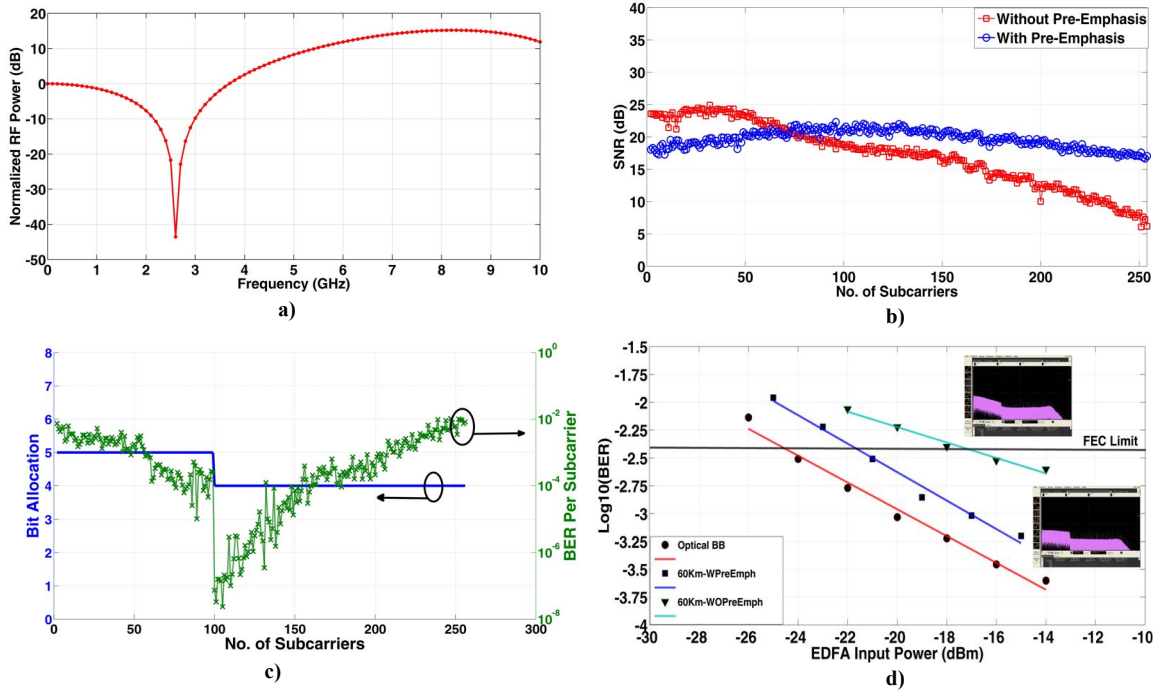 20
10
0
-10
-20
-30
-40
-50
Normalized RF Power (dB)
0 1 2 3 4 5 6 7 8 9 10
Frequency (GHz)
a)
40
35
30
25
20
15
10
5
0
SNR (dB)
Without Pre-Emphasis
With Pre-Emphasis
0 50 100 150 200 250
No. of Subcarriers
b)
8
7
6
5
4
3
2
1
0
Bit Allocation
10^0
10^-2
10^-4
10^-6
10^-8
BER Per Subcarrier
0 50 100 150 200 250 300
No. of Subcarriers
c)
-1.5
-1.75
-2
-2.25
-2.5
-2.75
-3
-3.25
-3.5
-3.75
-4
Log10(BER)
FEC Limit
Optical BB
60Km-WPreEmph
60Km-WOPreEmph
-30 -28 -26 -24 -22 -20 -18 -16 -14 -12 -10
EDFA Input Power (dBm)
d)